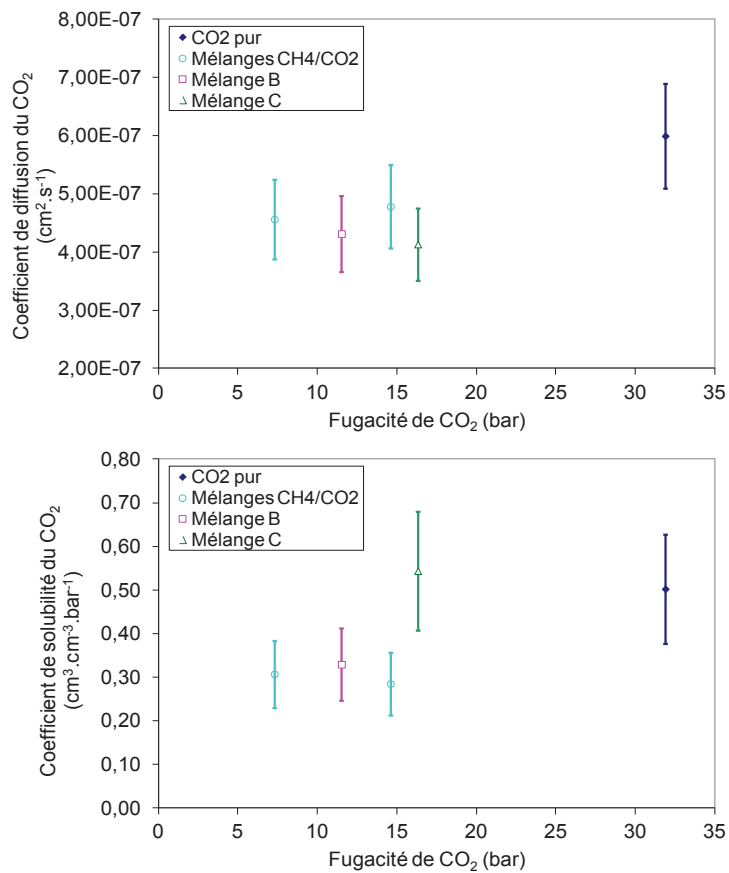 8,00E-07
7,00E-07
6,00E-07
5,00E-07
4,00E-07
3,00E-07
2,00E-07
Coefficient de diffusion du CO₂
(cm².s⁻¹)
CO2 pur
Mélanges CH4/CO2
Mélange B
Mélange C
0 5 10 15 20 25 30 35
Fugacité de CO₂ (bar)
0,80
0,70
0,60
0,50
0,40
0,30
0,20
0,10
0,00
Coefficient de solubilité du CO₂
(cm³.cm⁻³.bar⁻¹)
CO2 pur
Mélanges CH4/CO2
Mélange B
Mélange C
0 5 10 15 20 25 30 35
Fugacité de CO₂ (bar)